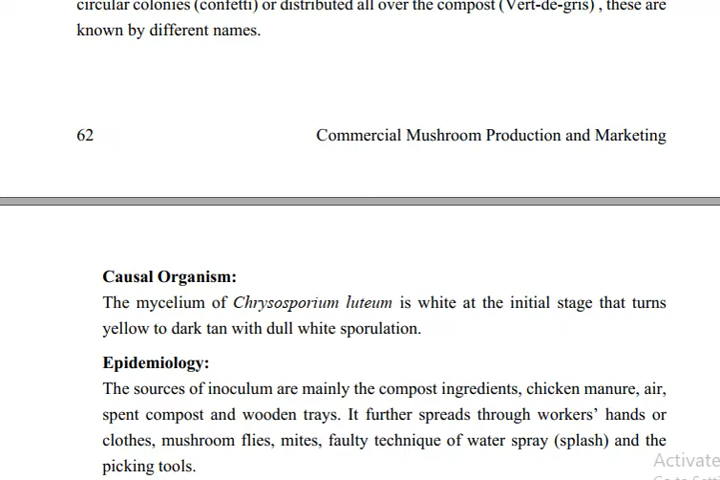 circular colonies (confetti) or distributed all over the compost (Vert-de-gris) , these are
known by different names.
62 Commercial Mushroom Production and Marketing
Causal Organism:
The mycelium of Chrysosporium luteum is white at the initial stage that turns
yellow to dark tan with dull white sporulation.
Epidemiology:
The sources of inoculum are mainly the compost ingredients, chicken manure, air,
spent compost and wooden trays. It further spreads through workers’ hands or
clothes, mushroom flies, mites, faulty technique of water spray (splash) and the
picking tools.
Activate